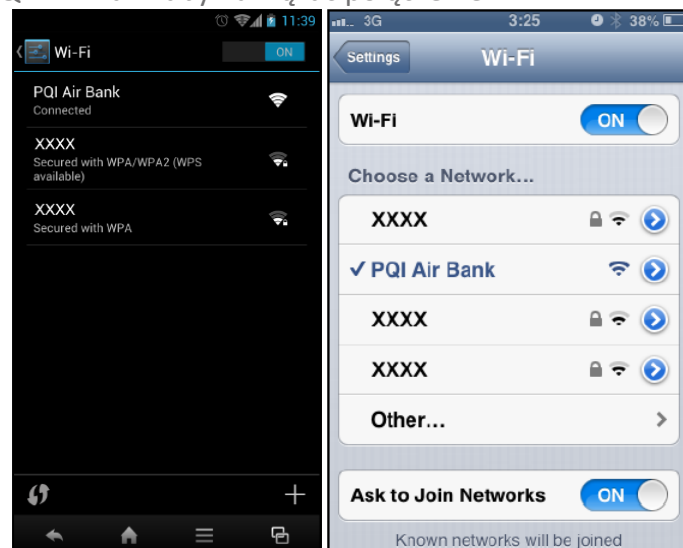 11:39
Wi-Fi
ON
PQI Air Bank
Connected
XXXX
Secured with WPA/WPA2 (WPS
available)
XXXX
Secured with WPA
3G 3:25 38%
Settings
Wi-Fi
Wi-Fi
ON
Choose a Network...
XXXX
PQI Air Bank
XXXX
XXXX
Other...
Ask to Join Networks
ON
Known networks will be joined